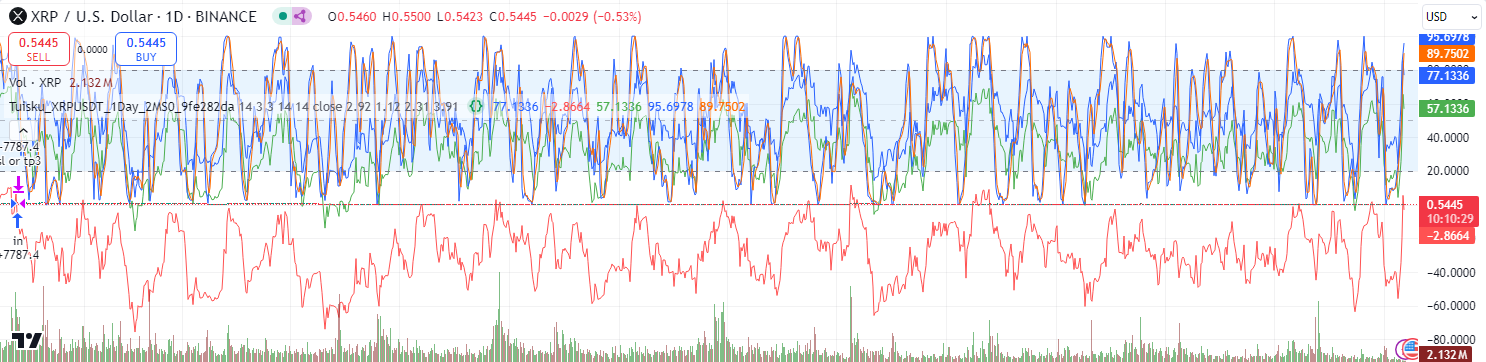 XRP / U.S. Dollar · 1D · BINANCE O0.5460 H0.5500 L0.5423 C0.5445 −0.0029 (−0.53%)
USD
0.5445
SELL
0.0000
0.5445
BUY
Vol · XRP 2.132 M
Tuisku_XRPUSDT_1Day_2MS0_9fe282da 14 3 3 14 14 close 2.92 1.12 2.31 3.91 77.1336 −2.8664 57.1336 95.6978 89.7502
+7787.4
sl or tp3
in
+7787.4
95.6978
89.7502
77.1336
57.1336
40.0000
20.0000
0.5445
10:10:29
−2.8664
−40.0000
−60.0000
−80.0000
2.132 M